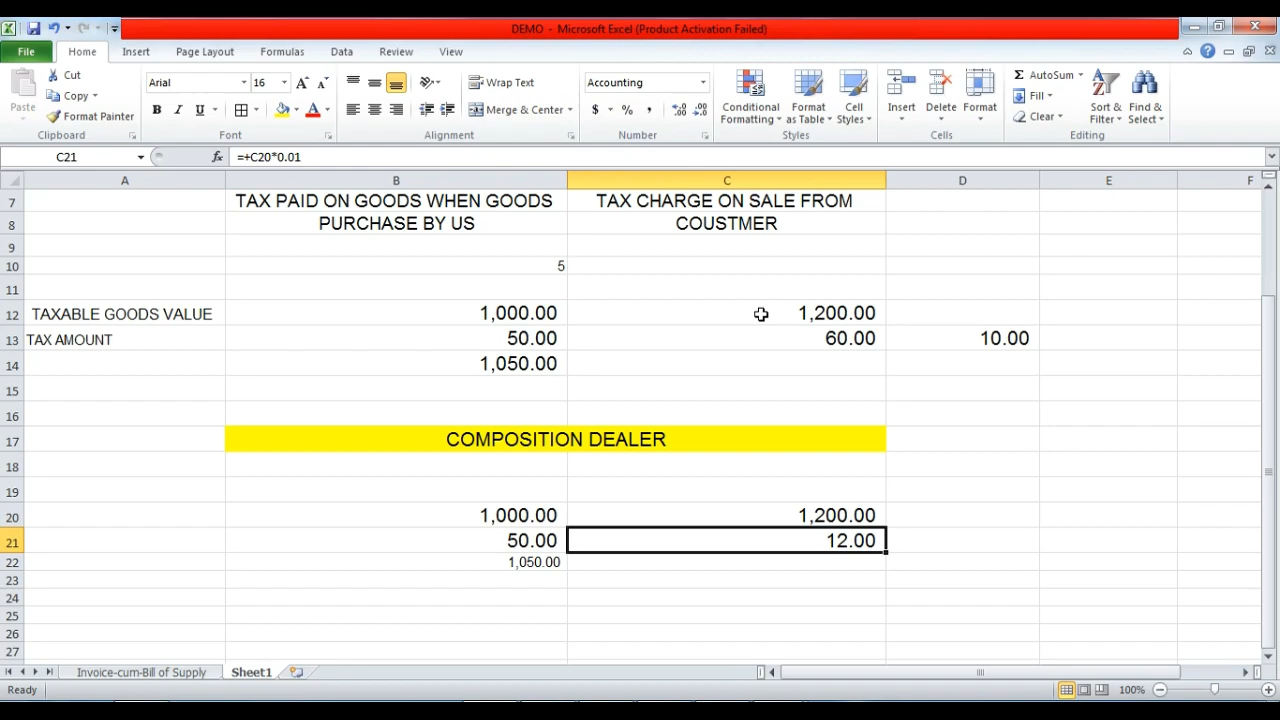 DEMO - Microsoft Excel (Product Activation Failed)
File Home Insert Page Layout Formulas Data Review View
Paste
Cut
Copy
Format Painter
Clipboard
Arial 16
B I U
Font
Wrap Text
Merge & Center
Alignment
Accounting
$ % ,
Number
Conditional Formatting
Format as Table
Cell Styles
Styles
Insert Delete Format
Cells
AutoSum
Fill
Clear
Sort & Filter
Find & Select
Editing
C21 fx =+C20*0.01
A B C D E F
7 TAX PAID ON GOODS WHEN GOODS TAX CHARGE ON SALE FROM
8 PURCHASE BY US COUSTMER
9
10 5
11
12 TAXABLE GOODS VALUE 1,000.00 1,200.00
13 TAX AMOUNT 50.00 60.00 10.00
14 1,050.00
15
16
17 COMPOSITION DEALER
18
19
20 1,000.00 1,200.00
21 50.00 12.00
22 1,050.00
23
24
25
26
27
Invoice-cum-Bill of Supply Sheet1
Ready 100%